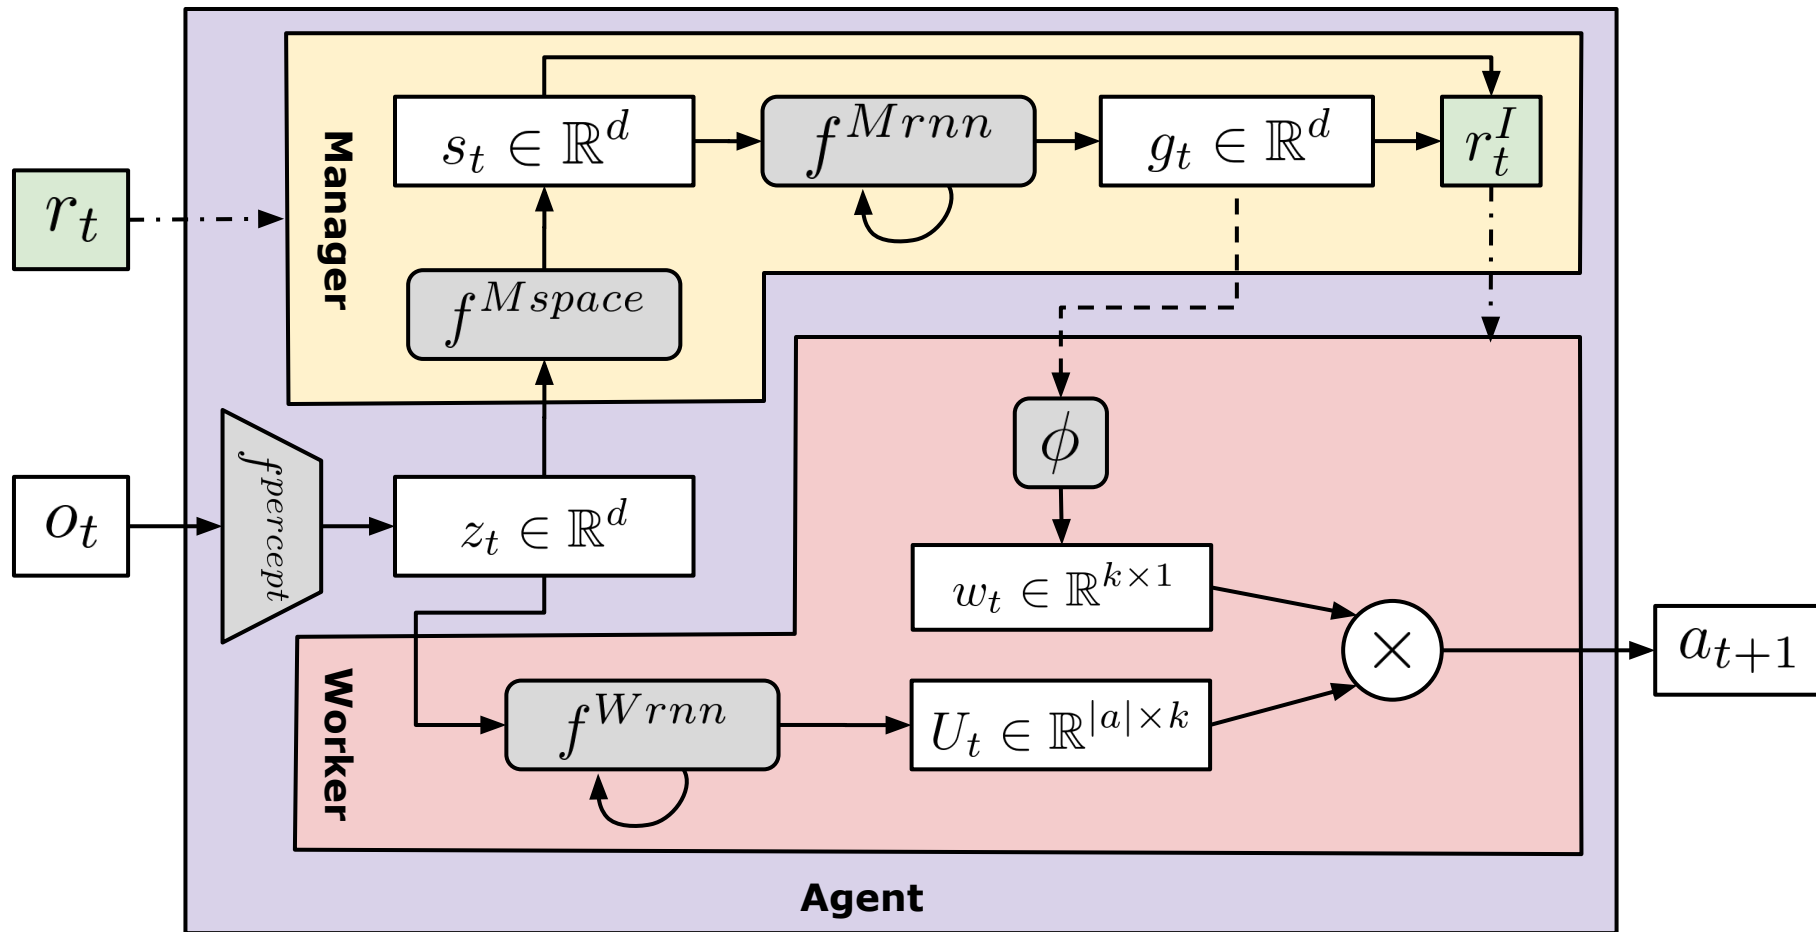 Manager
s_t ∈ ℝ^d
f^{Mrnn}
g_t ∈ ℝ^d
r_t^I
r_t
f^{Mspace}
ϕ
o_t
f^{percept}
z_t ∈ ℝ^d
w_t ∈ ℝ^{k×1}
×
a_{t+1}
Worker
f^{Wrnn}
U_t ∈ ℝ^{|a|×k}
Agent